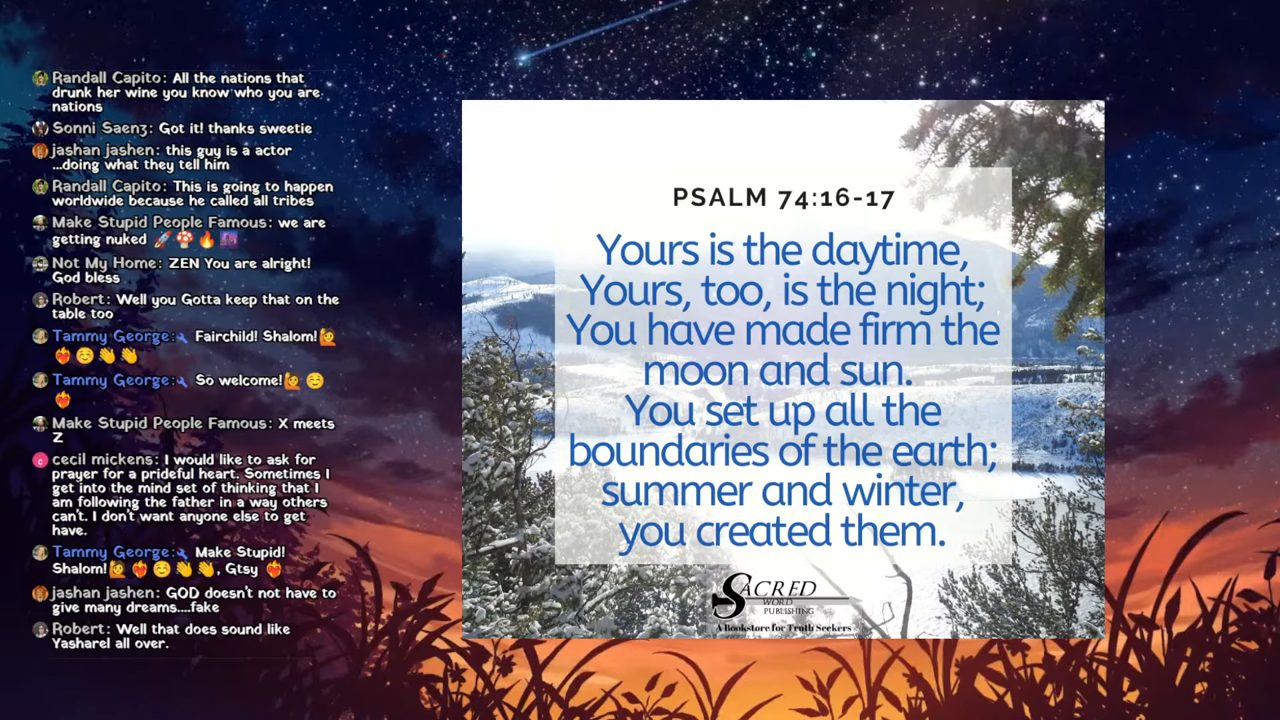 Randall Capito: All the nations that
drunk her wine you know who you are
nations
Sonni Saenz: Got it! thanks sweetie
jashan jashen: this guy is a actor
...doing what they tell him
Randall Capito: This is going to happen
worldwide because he called all tribes
Make Stupid People Famous: we are
getting nuked 🚀🍄🔥🌆
Not My Home: ZEN You are alright!
God bless
Robert: Well you Gotta keep that on the
table too
Tammy George: Fairchild! Shalom!🙋
❤️‍🔥☺️👋👋
Tammy George: So welcome!🙋☺️
❤️‍🔥
Make Stupid People Famous: X meets
Z
c
cecil mickens: I would like to ask for
prayer for a prideful heart. Sometimes I
get into the mind set of thinking that I
am following the father in a way others
can't. I don't want anyone else to get
have.
Tammy George: Make Stupid!
Shalom!🙋❤️‍🔥☺️👋👋, Gtsy ❤️‍🔥
jashan jashen: GOD doesn't not have to
give many dreams....fake
Robert: Well that does sound like
Yasharel all over.
PSALM 74:16-17
Yours is the daytime,
Yours, too, is the night;
You have made firm the
moon and sun.
You set up all the
boundaries of the earth;
summer and winter,
you created them.
SACRED
WORD
PUBLISHING
A Bookstore for Truth Seekers